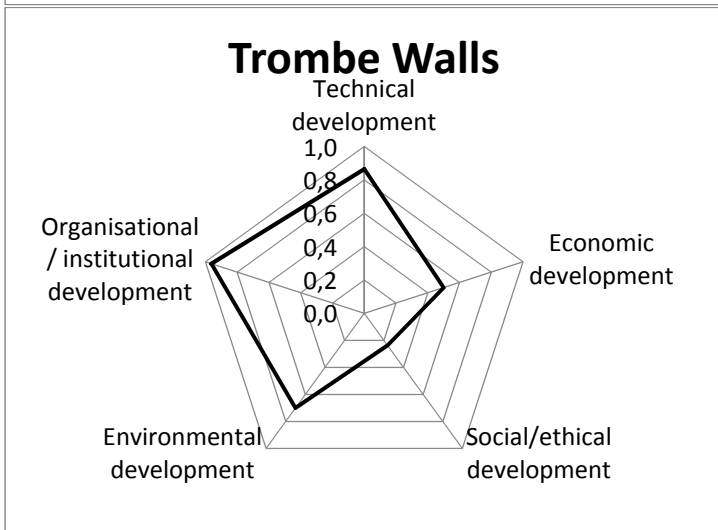 Trombe Walls
Technical
development
1,0
0,8
0,6
0,4
0,2
0,0
Economic
development
Social/ethical
development
Environmental
development
Organisational
/ institutional
development